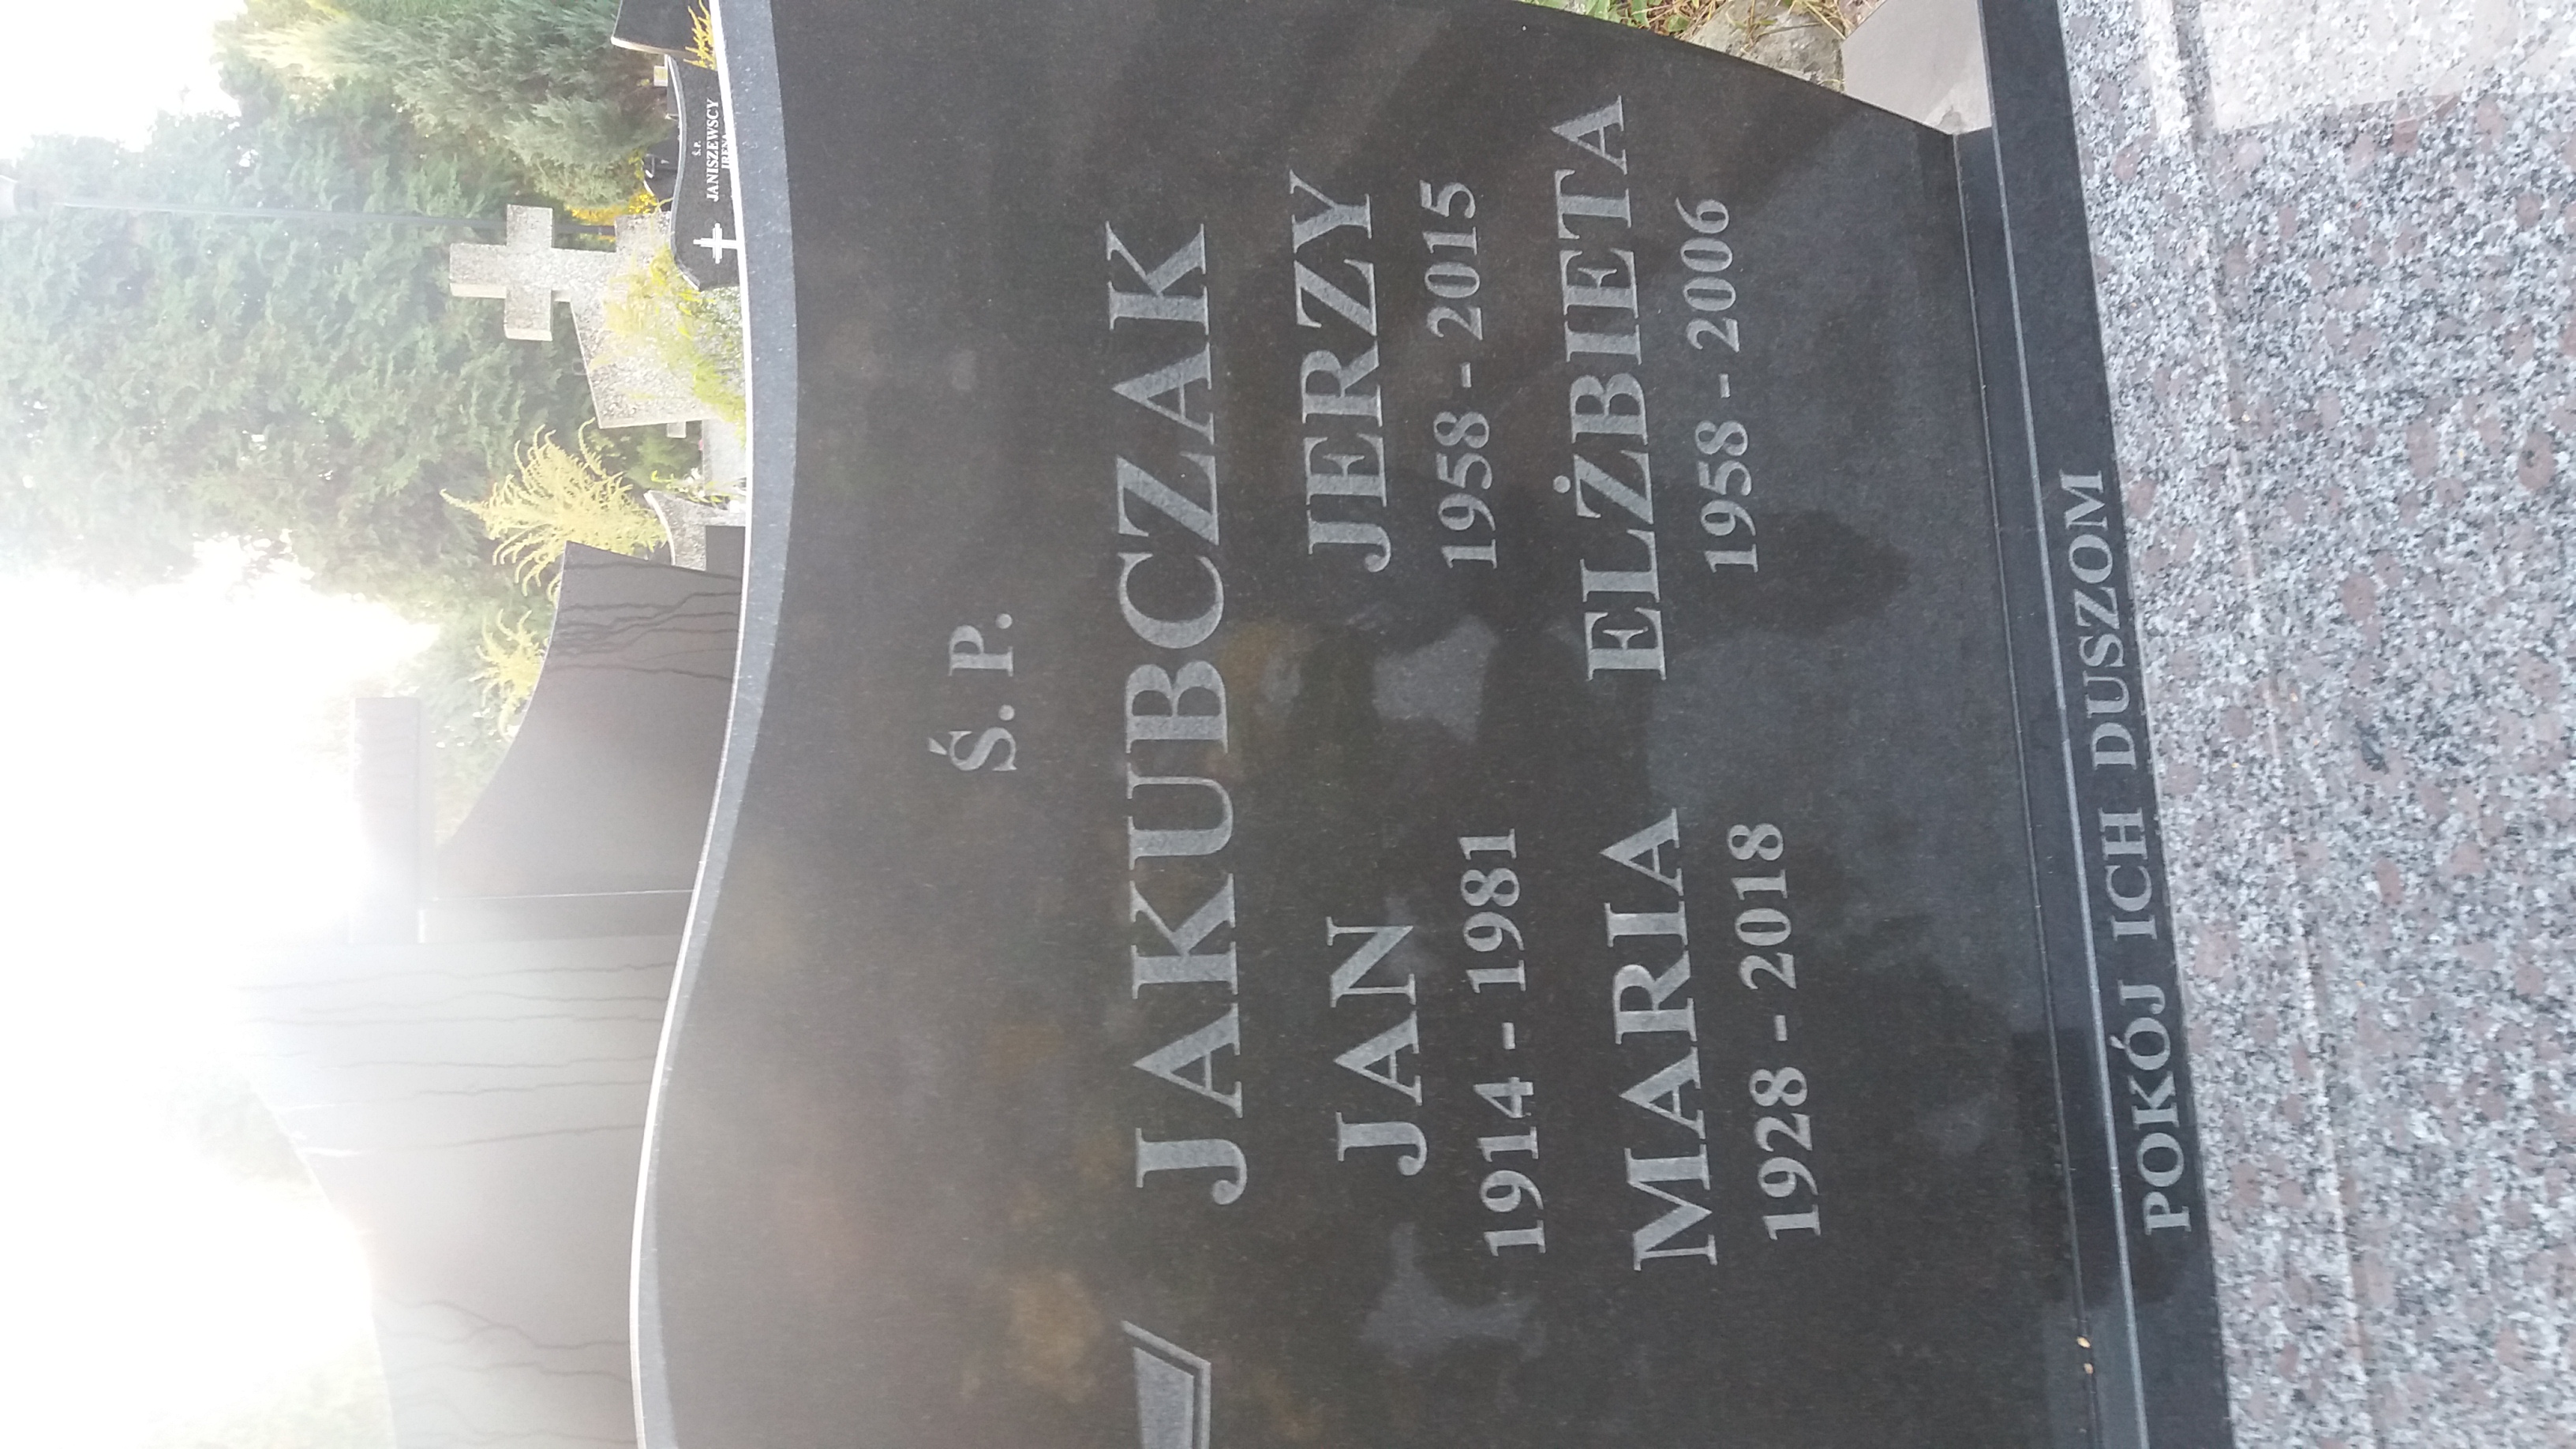 Ś. P.
JANISZEWSCY
Ś. P.
JAKUBCZAK
JAN JERZY
1914 - 1981 1958 - 2015
MARIA ELŻBIETA
1928 - 2018 1958 - 2006
POKÓJ ICH DUSZOM